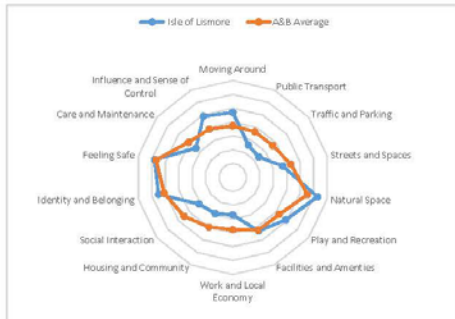 Isle of Lismore
A&B Average
Moving Around
Public Transport
Traffic and Parking
Streets and Spaces
Natural Space
Play and Recreation
Facilities and Amenties
Work and Local
Economy
Housing and Community
Social Interaction
Identity and Belonging
Feeling Safe
Care and Maintenance
Influence and Sense of
Control